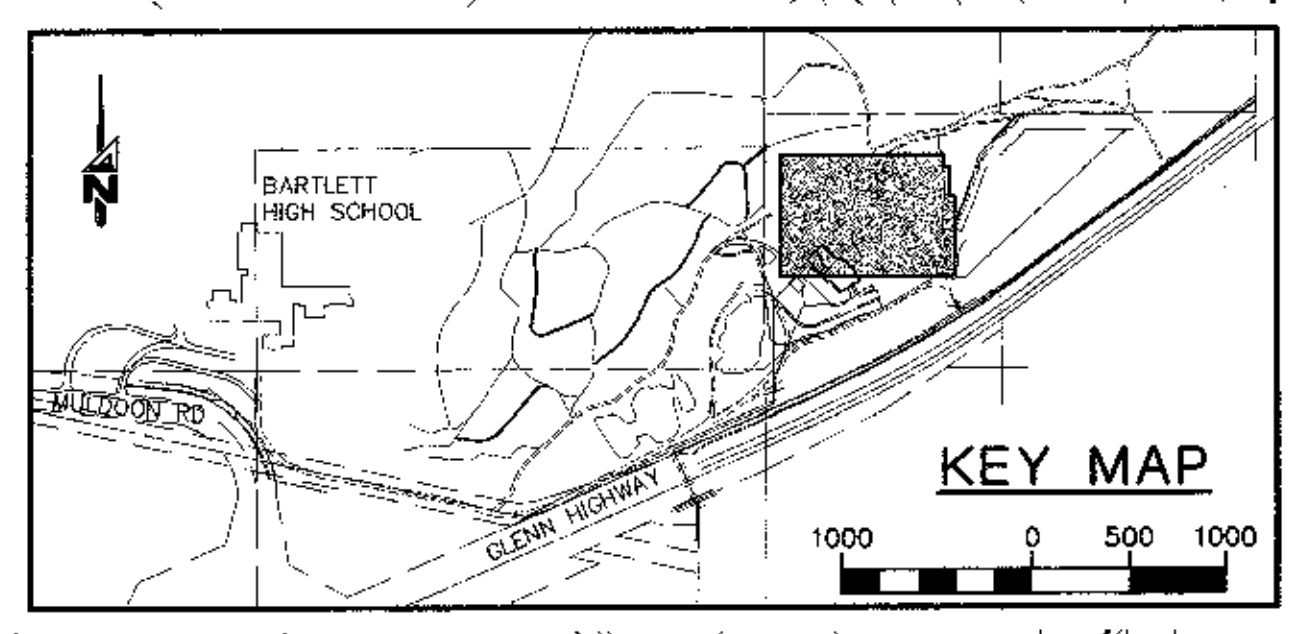 N
BARTLETT
HIGH SCHOOL
MULDOON RD
GLENN HIGHWAY
KEY MAP
1000 0 500 1000